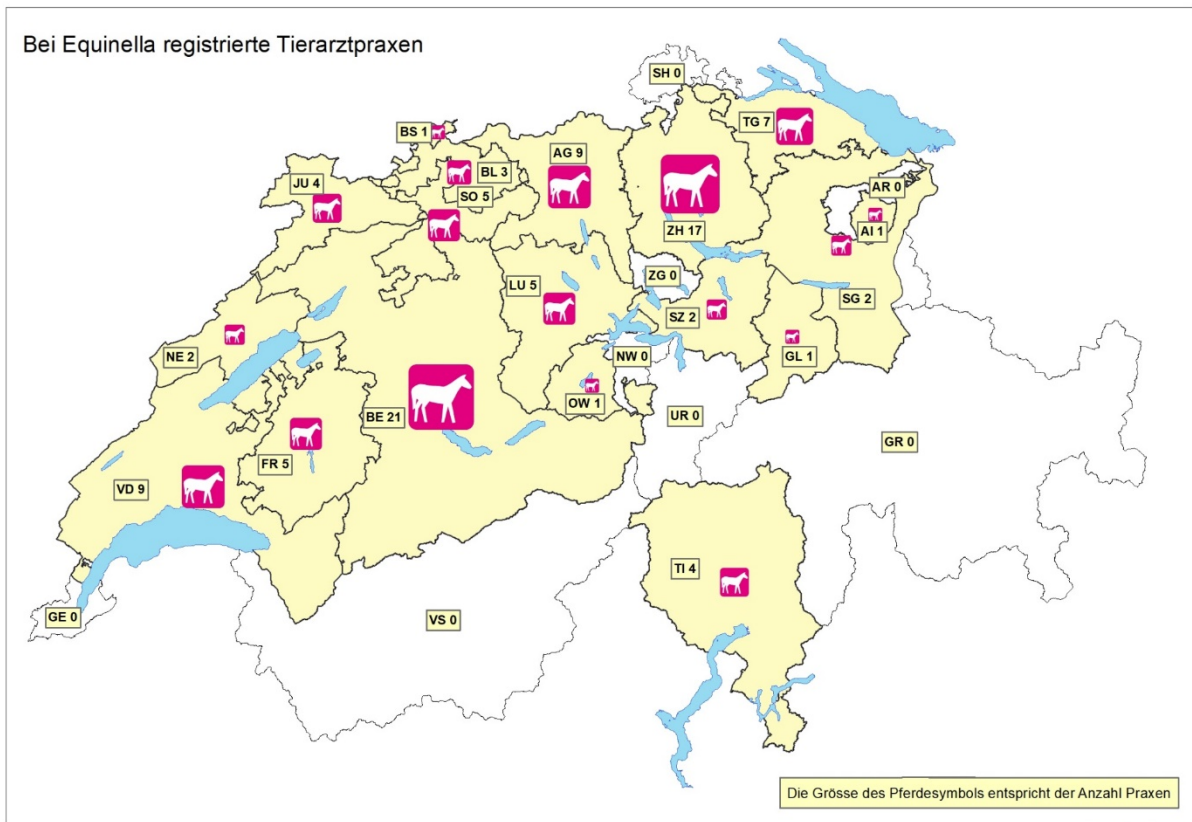 Bei Equinella registrierte Tierarztpraxen
SH 0
TG 7
BS 1
AG 9
BL 3
JU 4
AR 0
SO 5
AI 1
ZH 17
ZG 0
LU 5
SG 2
SZ 2
NE 2
NW 0
GL 1
OW 1
BE 21
UR 0
GR 0
FR 5
VD 9
TI 4
GE 0
VS 0
Die Grösse des Pferdesymbols entspricht der Anzahl Praxen